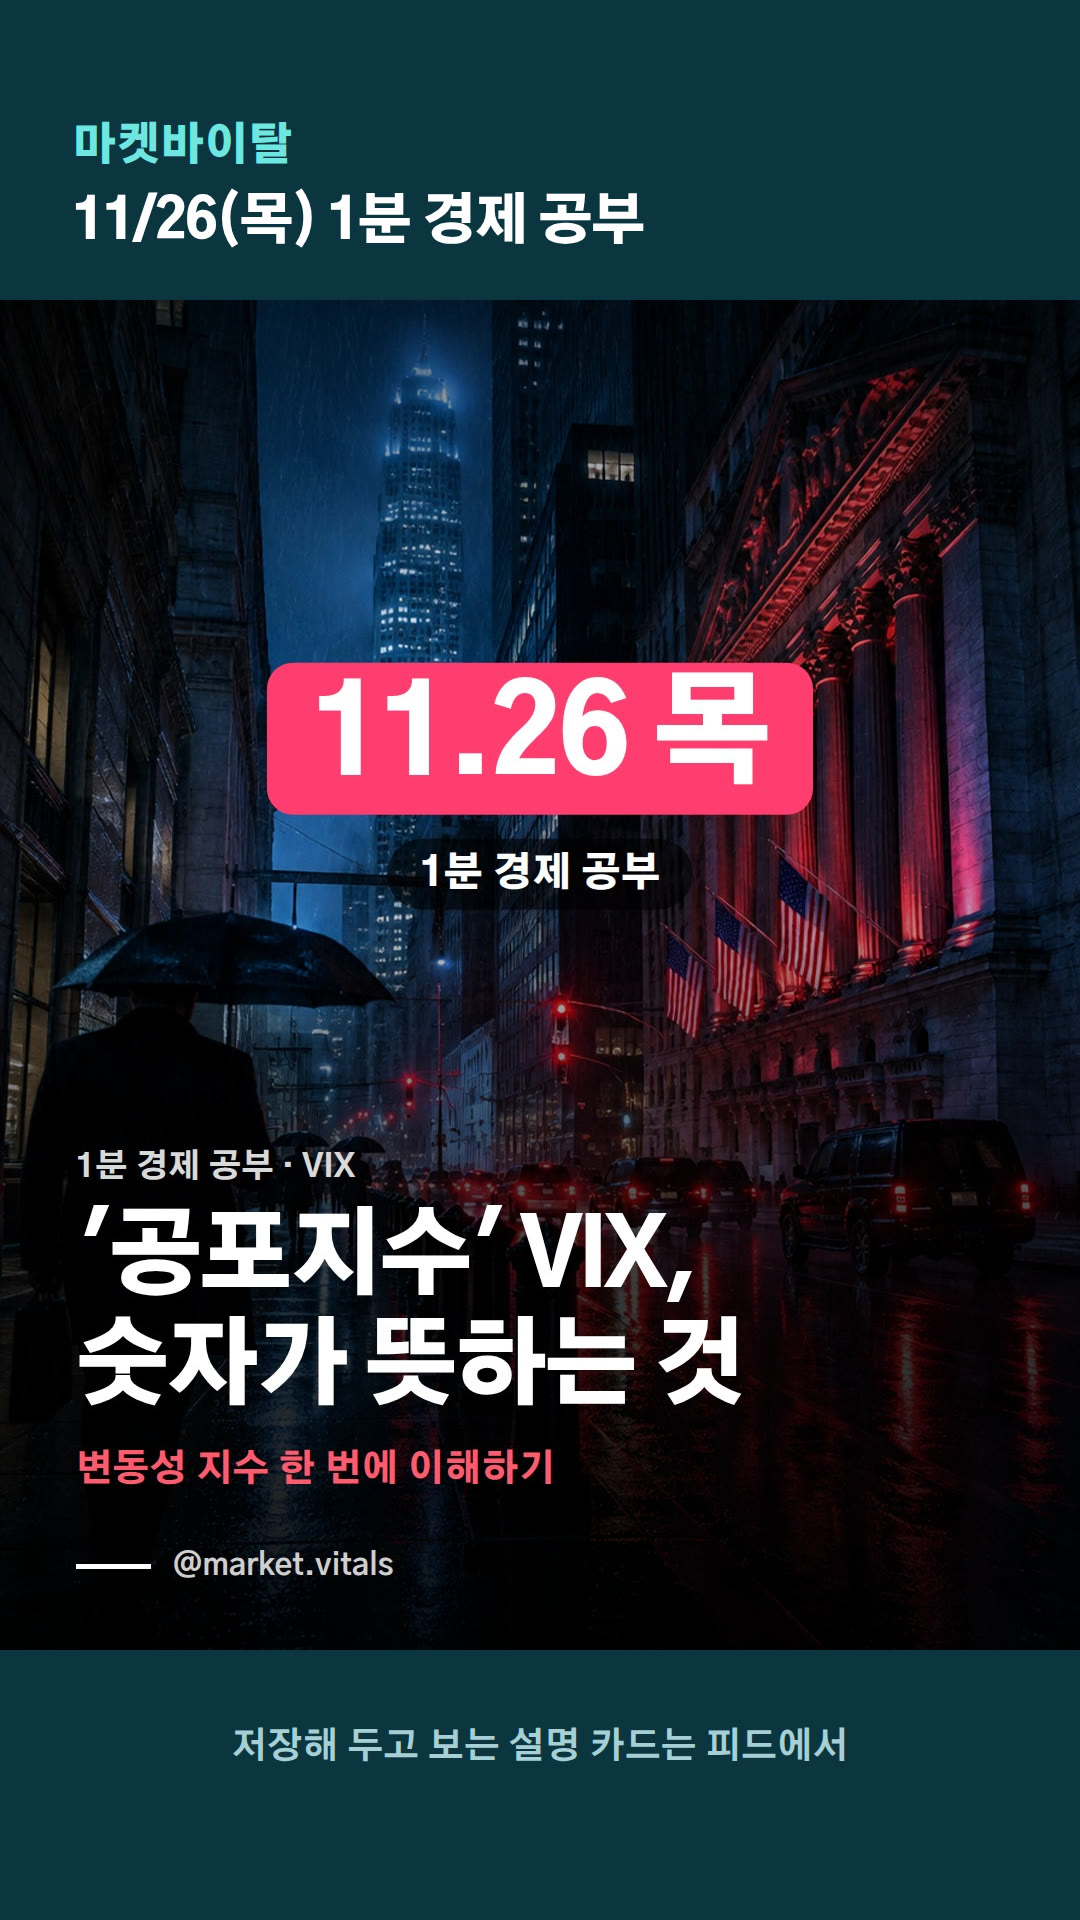 마켓바이탈
11/26(목) 1분 경제 공부
11.26 목
1분 경제 공부
1분 경제 공부 · VIX
'공포지수' VIX,
숫자가 뜻하는 것
변동성 지수 한 번에 이해하기
@market.vitals
저장해 두고 보는 설명 카드는 피드에서